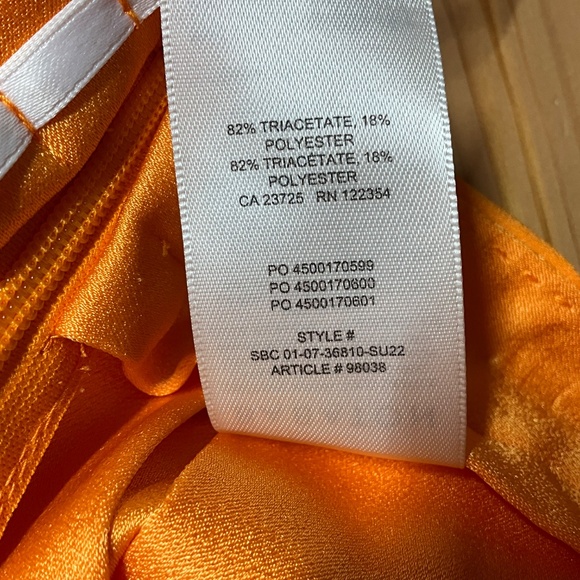 82% TRIACETATE, 18%
POLYESTER
82% TRIACÉTATE, 18%
POLYESTER
CA 23725 RN 122354
PO 4500170599
PO 4500170600
PO 4500170601
STYLE #
SBC 01-07-36810-SU22
ARTICLE # 98038